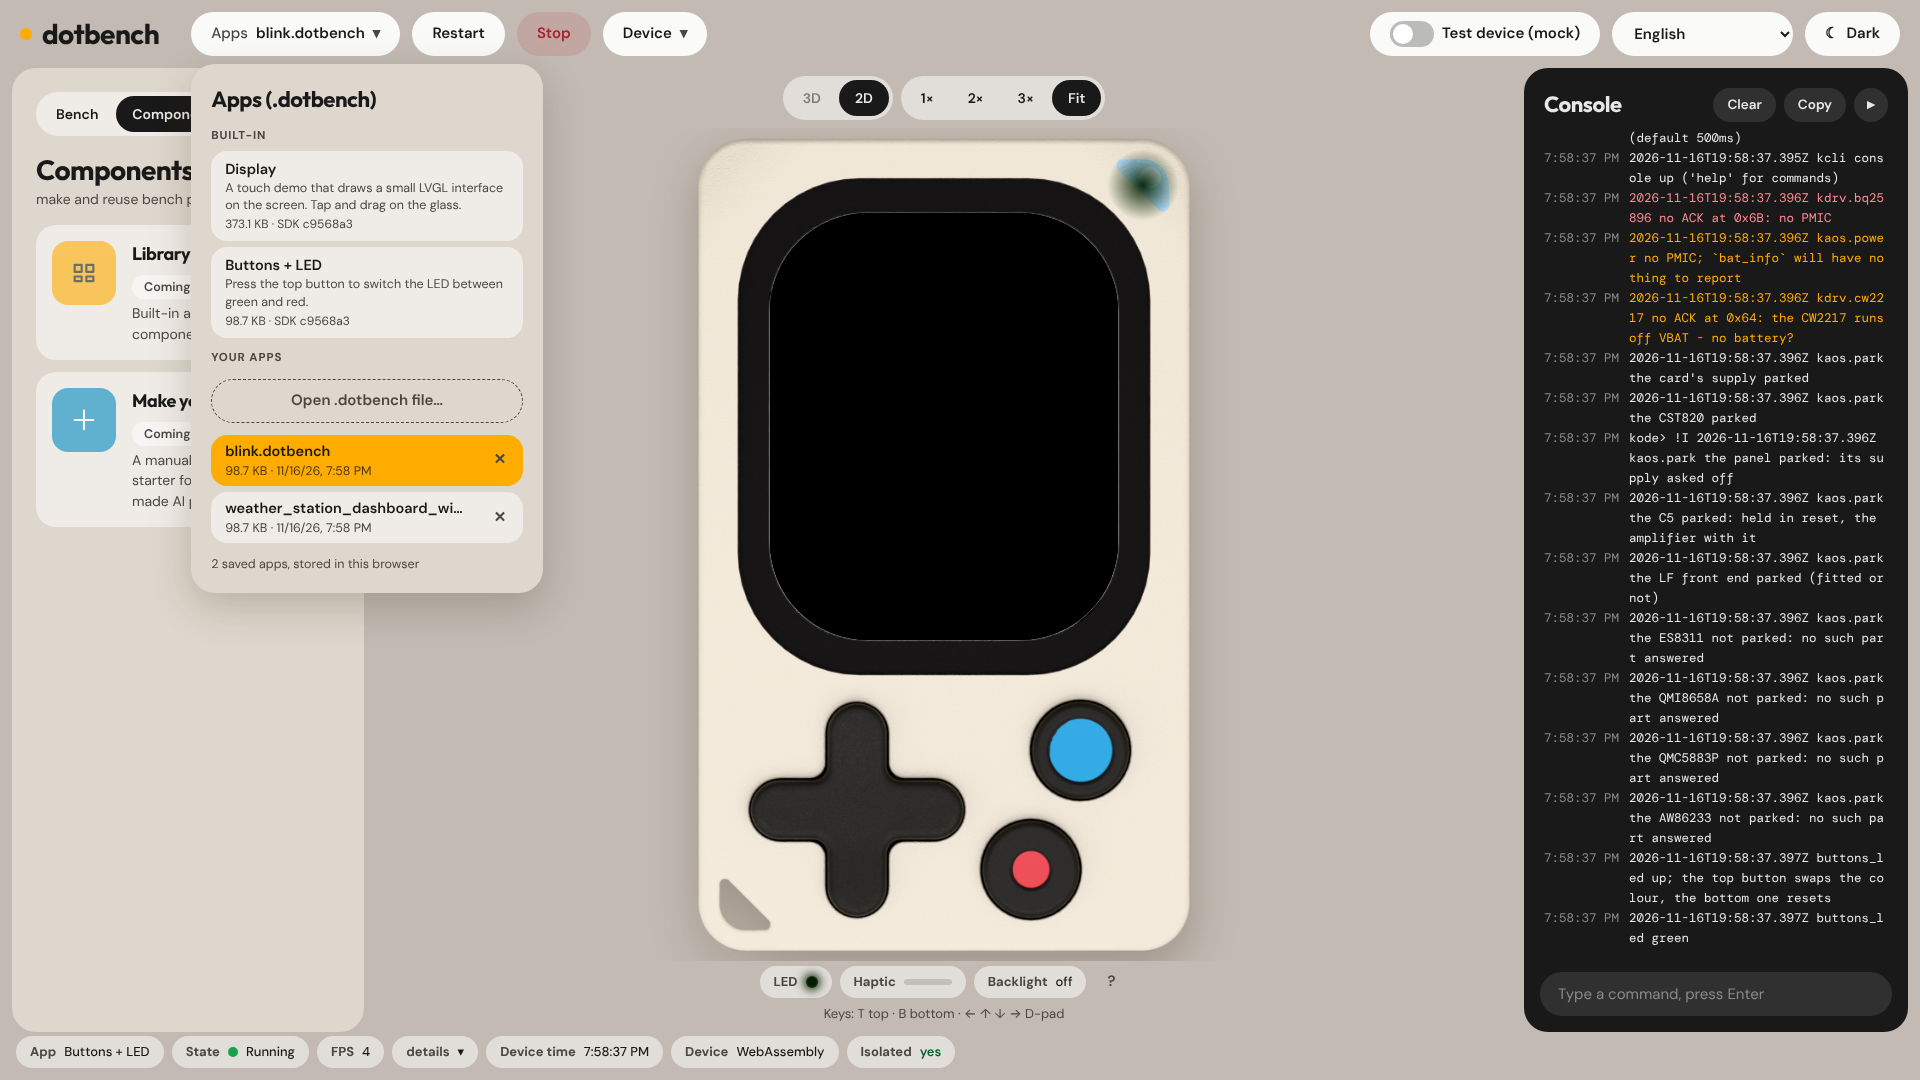 dotbench
Apps blink.dotbench ▼
Restart
Stop
Device ▼
Test device (mock)
English
☾ Dark
Bench
Compon
Components
make and reuse bench p
Library
Coming
Built-in a
compone
Make yo
Coming
A manual
starter fo
made AI p
Apps (.dotbench)
BUILT-IN
Display
A touch demo that draws a small LVGL interface
on the screen. Tap and drag on the glass.
373.1 KB · SDK c9568a3
Buttons + LED
Press the top button to switch the LED between
green and red.
98.7 KB · SDK c9568a3
YOUR APPS
Open .dotbench file…
blink.dotbench
98.7 KB · 11/16/26, 7:58 PM
✕
weather_station_dashboard_wi…
98.7 KB · 11/16/26, 7:58 PM
✕
2 saved apps, stored in this browser
3D
2D
1×
2×
3×
Fit
LED
Haptic
Backlight off
?
Keys: T top · B bottom · ← ↑ ↓ → D-pad
Console
Clear
Copy
▶
(default 500ms)
7:58:37 PM 2026-11-16T19:58:37.395Z kcli cons
ole up ('help' for commands)
7:58:37 PM 2026-11-16T19:58:37.396Z kdrv.bq25
896 no ACK at 0x6B: no PMIC
7:58:37 PM 2026-11-16T19:58:37.396Z kaos.powe
r no PMIC; `bat_info` will have no
thing to report
7:58:37 PM 2026-11-16T19:58:37.396Z kdrv.cw22
17 no ACK at 0x64: the CW2217 runs
off VBAT - no battery?
7:58:37 PM 2026-11-16T19:58:37.396Z kaos.park
the card's supply parked
7:58:37 PM 2026-11-16T19:58:37.396Z kaos.park
the CST820 parked
7:58:37 PM kode> !I 2026-11-16T19:58:37.396Z
kaos.park the panel parked: its su
pply asked off
7:58:37 PM 2026-11-16T19:58:37.396Z kaos.park
the C5 parked: held in reset, the
amplifier with it
7:58:37 PM 2026-11-16T19:58:37.396Z kaos.park
the LF front end parked (fitted or
not)
7:58:37 PM 2026-11-16T19:58:37.396Z kaos.park
the ES8311 not parked: no such par
t answered
7:58:37 PM 2026-11-16T19:58:37.396Z kaos.park
the QMI8658A not parked: no such p
art answered
7:58:37 PM 2026-11-16T19:58:37.396Z kaos.park
the QMC5883P not parked: no such p
art answered
7:58:37 PM 2026-11-16T19:58:37.396Z kaos.park
the AW86233 not parked: no such pa
rt answered
7:58:37 PM 2026-11-16T19:58:37.397Z buttons_l
ed up; the top button swaps the co
lour, the bottom one resets
7:58:37 PM 2026-11-16T19:58:37.397Z buttons_l
ed green
Type a command, press Enter
App Buttons + LED
State Running
FPS 4
details ▼
Device time 7:58:37 PM
Device WebAssembly
Isolated yes